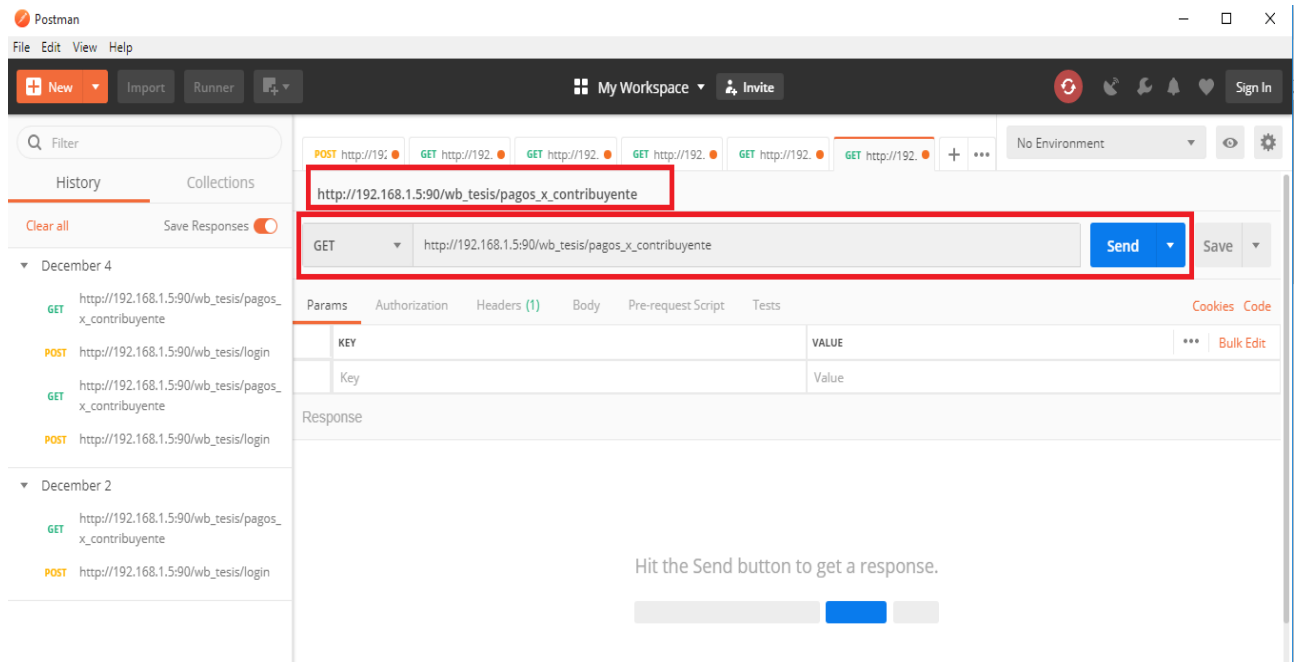 Postman
File Edit View Help
New Import Runner My Workspace Invite Sign In
Filter
History Collections
Clear all Save Responses
December 4
GET http://192.168.1.5:90/wb_tesis/pagos_
x_contribuyente
POST http://192.168.1.5:90/wb_tesis/login
GET http://192.168.1.5:90/wb_tesis/pagos_
x_contribuyente
POST http://192.168.1.5:90/wb_tesis/login
December 2
GET http://192.168.1.5:90/wb_tesis/pagos_
x_contribuyente
POST http://192.168.1.5:90/wb_tesis/login
POST http://192 GET http://192. GET http://192. GET http://192. GET http://192. GET http://192. No Environment
http://192.168.1.5:90/wb_tesis/pagos_x_contribuyente
GET http://192.168.1.5:90/wb_tesis/pagos_x_contribuyente Send Save
Params Authorization Headers (1) Body Pre-request Script Tests Cookies Code
KEY VALUE Bulk Edit
Key Value
Response
Hit the Send button to get a response.